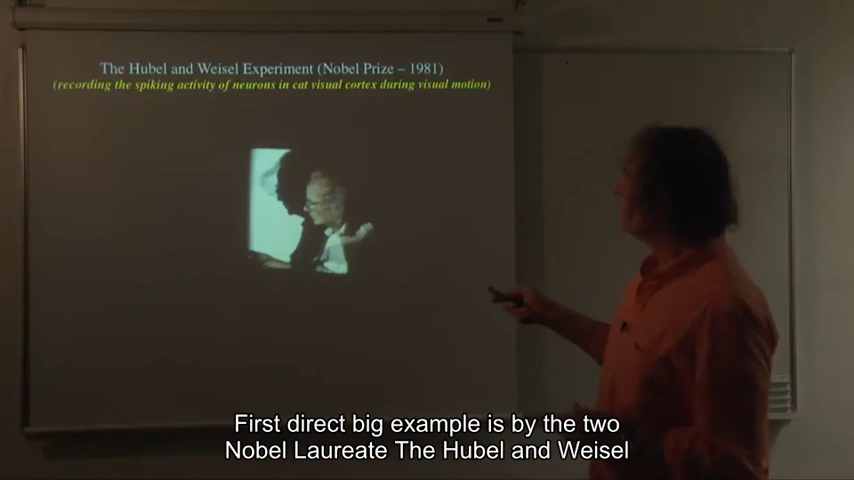 The Hubel and Weisel Experiment (Nobel Prize – 1981)
(recording the spiking activity of neurons in cat visual cortex during visual motion)
First direct big example is by the two
Nobel Laureate The Hubel and Weisel